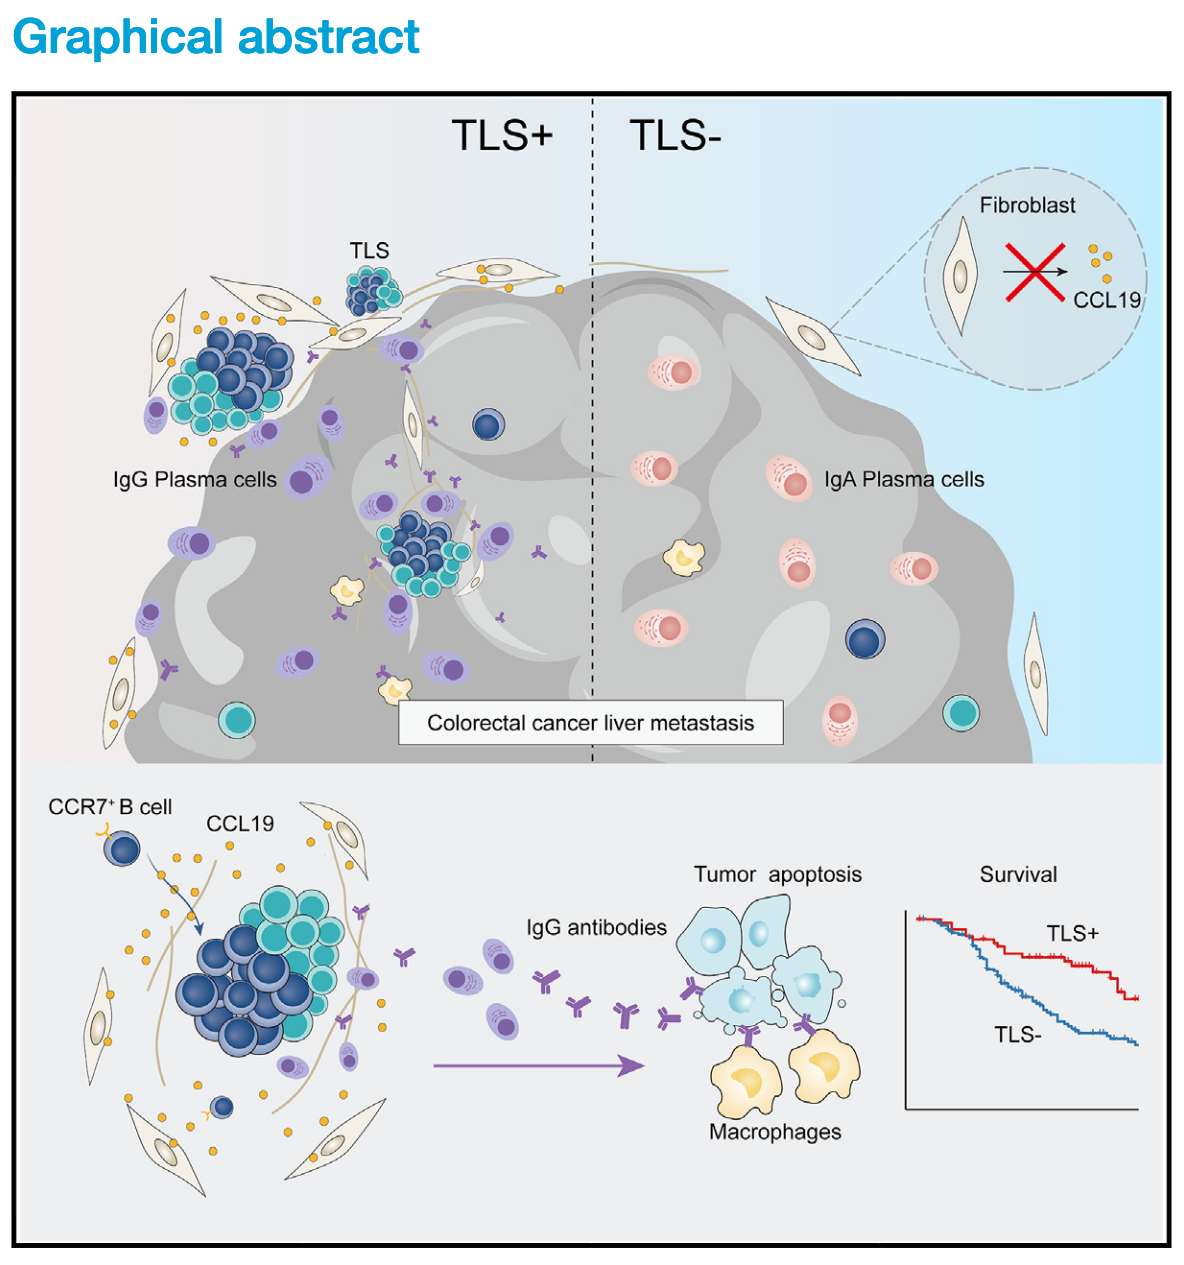 Graphical abstract
TLS+
TLS-
Fibroblast
CCL19
TLS
IgG Plasma cells
IgA Plasma cells
Colorectal cancer liver metastasis
CCR7⁺ B cell
CCL19
IgG antibodies
Tumor apoptosis
Macrophages
Survival
TLS+
TLS-